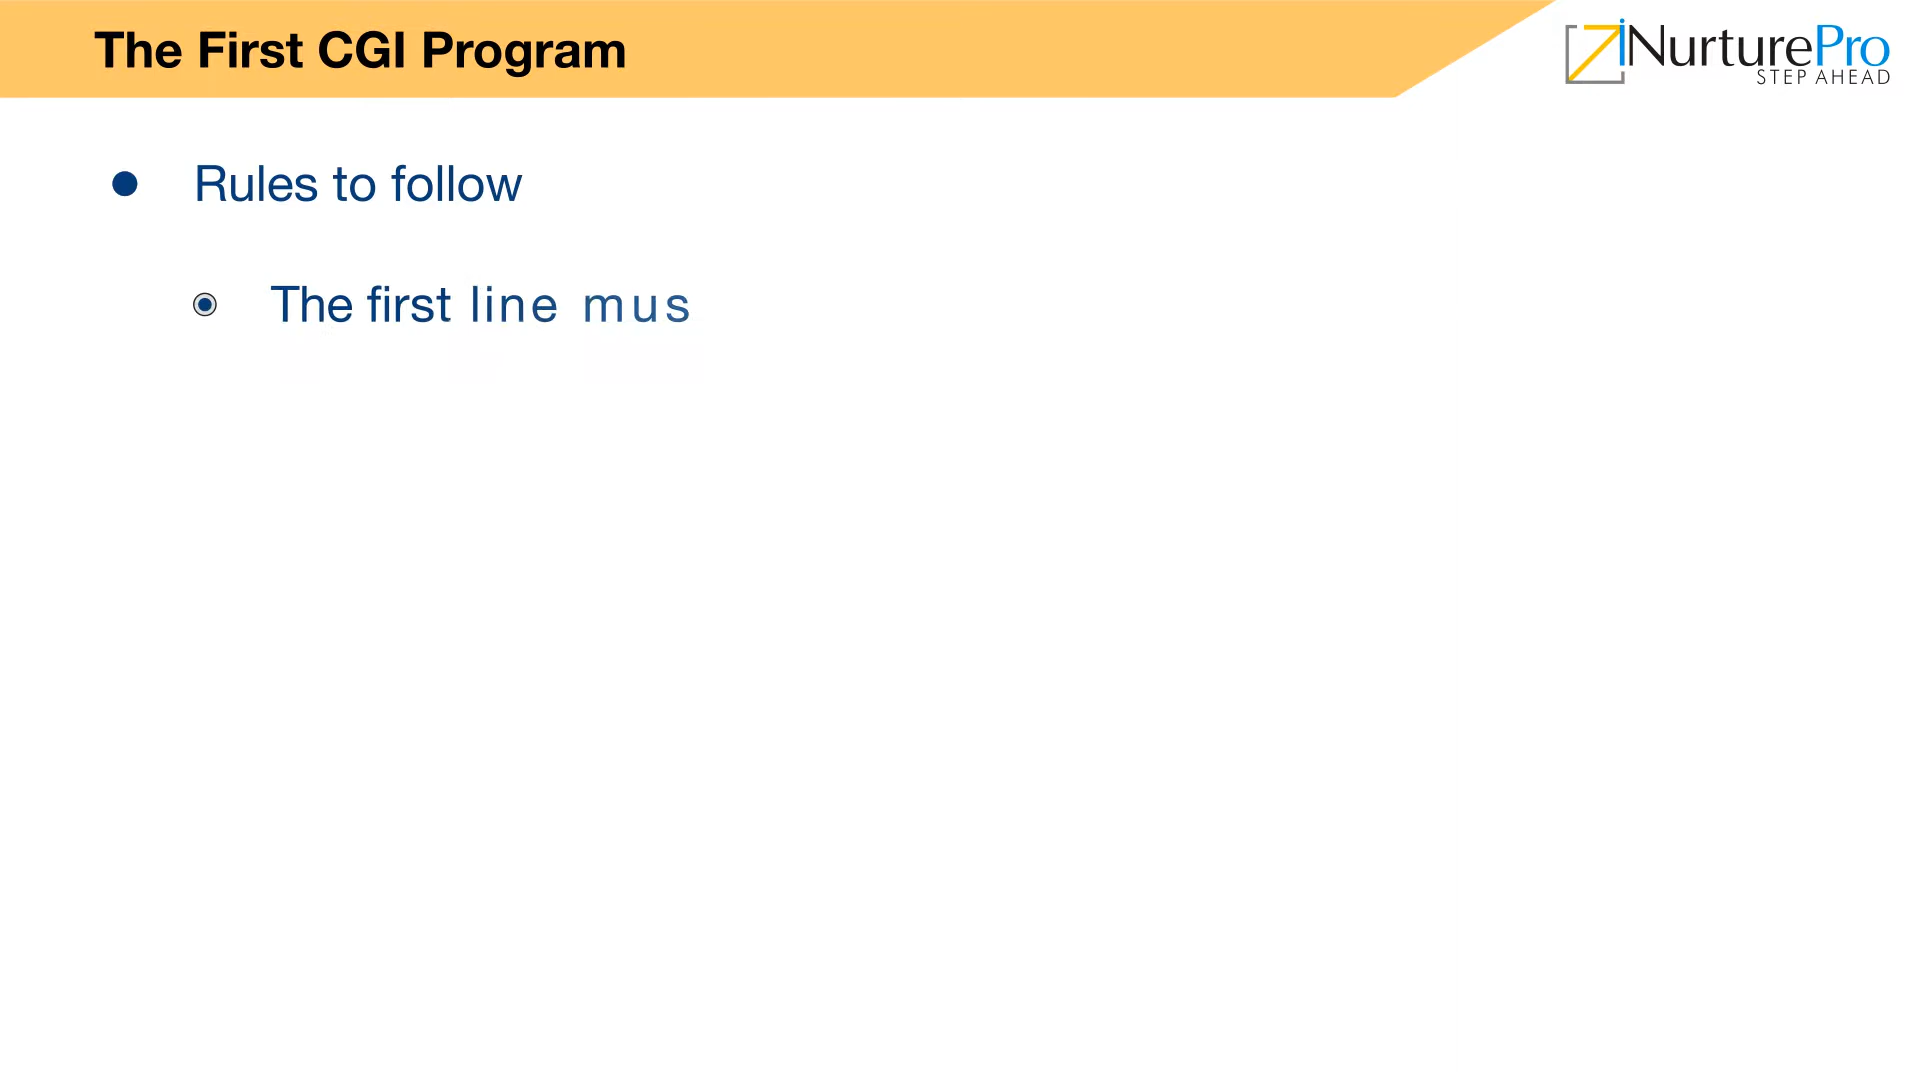 The First CGI Program
iNurturePro
STEP AHEAD
Rules to follow
The first line mus